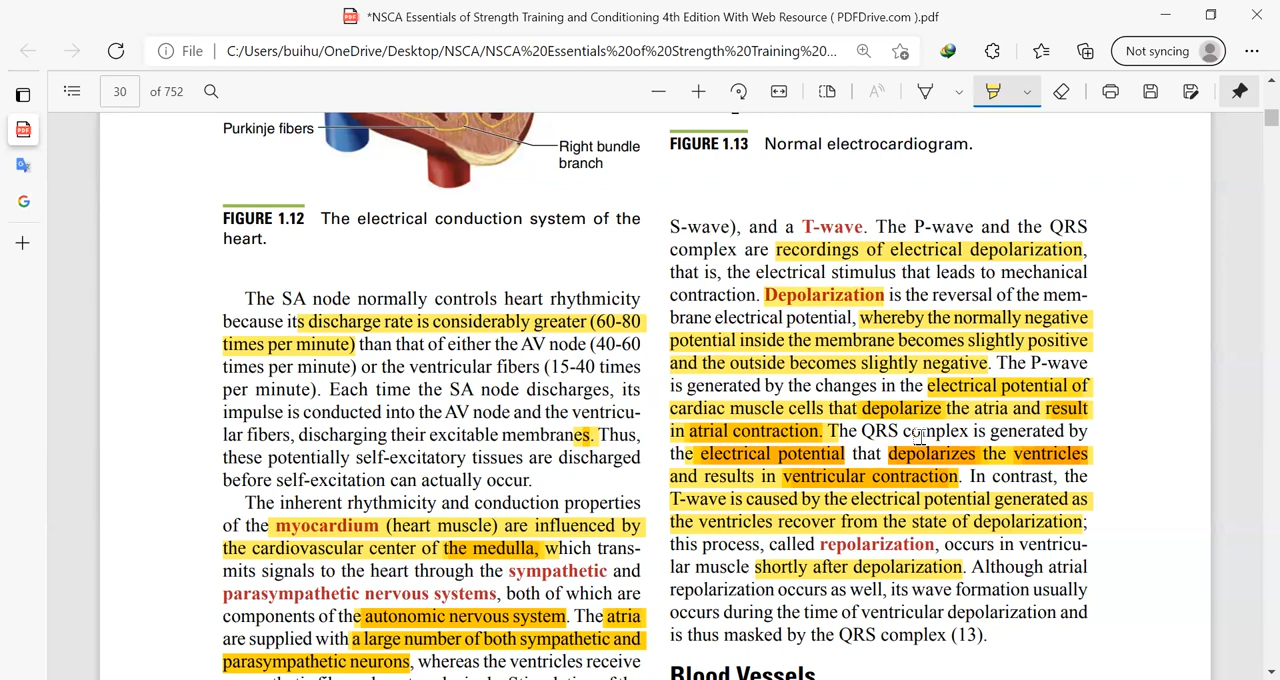 *NSCA Essentials of Strength Training and Conditioning 4th Edition With Web Resource ( PDFDrive.com ).pdf
File
C:/Users/buihu/OneDrive/Desktop/NSCA/NSCA%20Essentials%20of%20Strength%20Training%20...
Not syncing
30 of 752
Purkinje fibers
Right bundle
branch
FIGURE 1.12 The electrical conduction system of the
heart.
The SA node normally controls heart rhythmicity
because its discharge rate is considerably greater (60-80
times per minute) than that of either the AV node (40-60
times per minute) or the ventricular fibers (15-40 times
per minute). Each time the SA node discharges, its
impulse is conducted into the AV node and the ventricu-
lar fibers, discharging their excitable membranes. Thus,
these potentially self-excitatory tissues are discharged
before self-excitation can actually occur.
The inherent rhythmicity and conduction properties
of the myocardium (heart muscle) are influenced by
the cardiovascular center of the medulla, which trans-
mits signals to the heart through the sympathetic and
parasympathetic nervous systems, both of which are
components of the autonomic nervous system. The atria
are supplied with a large number of both sympathetic and
parasympathetic neurons, whereas the ventricles receive
FIGURE 1.13 Normal electrocardiogram.
S-wave), and a T-wave. The P-wave and the QRS
complex are recordings of electrical depolarization,
that is, the electrical stimulus that leads to mechanical
contraction. Depolarization is the reversal of the mem-
brane electrical potential, whereby the normally negative
potential inside the membrane becomes slightly positive
and the outside becomes slightly negative. The P-wave
is generated by the changes in the electrical potential of
cardiac muscle cells that depolarize the atria and result
in atrial contraction. The QRS complex is generated by
the electrical potential that depolarizes the ventricles
and results in ventricular contraction. In contrast, the
T-wave is caused by the electrical potential generated as
the ventricles recover from the state of depolarization;
this process, called repolarization, occurs in ventricu-
lar muscle shortly after depolarization. Although atrial
repolarization occurs as well, its wave formation usually
occurs during the time of ventricular depolarization and
is thus masked by the QRS complex (13).
Blood Vessels